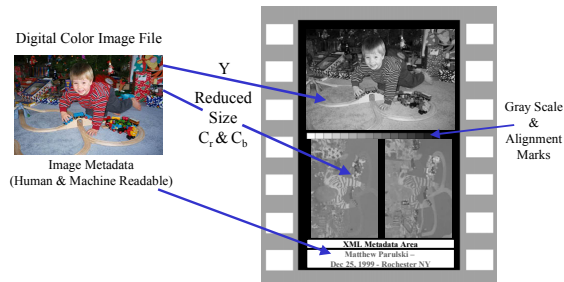 Digital Color Image File
Y
Reduced
Size
Cr & Cb
Image Metadata
(Human & Machine Readable)
Gray Scale
&
Alignment
Marks
XML Metadata Area
Matthew Parulski –
Dec 25, 1999 - Rochester NY